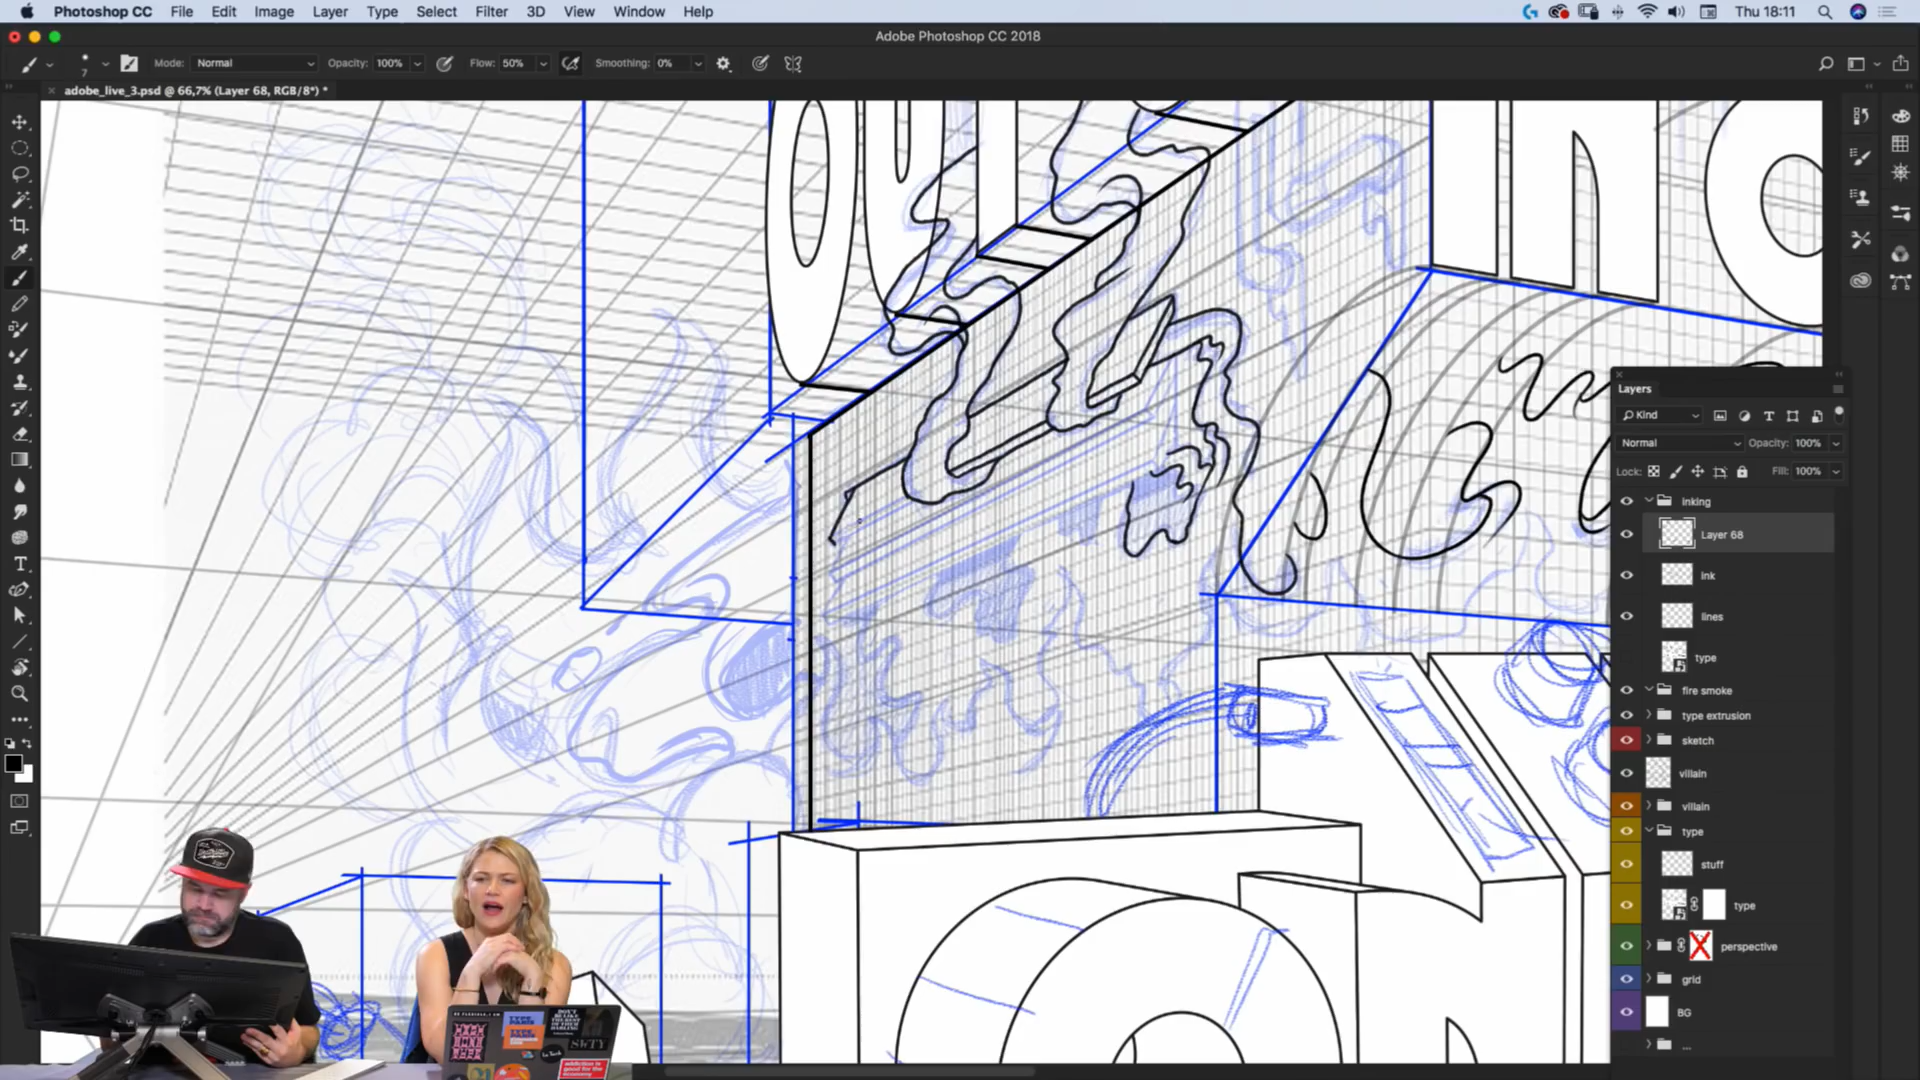 Photoshop CC File Edit Image Layer Type Select Filter 3D View Window Help Thu 18:11
Adobe Photoshop CC 2018
7 Mode: Normal Opacity: 100% Flow: 50% Smoothing: 0%
adobe_live_3.psd @ 66,7% (Layer 68, RGB/8*) *
Layers
Kind
Normal Opacity: 100%
Lock: Fill: 100%
inking
Layer 68
ink
lines
type
fire smoke
type extrusion
sketch
villain
villain
type
stuff
type
perspective
grid
BG
...
SWTY